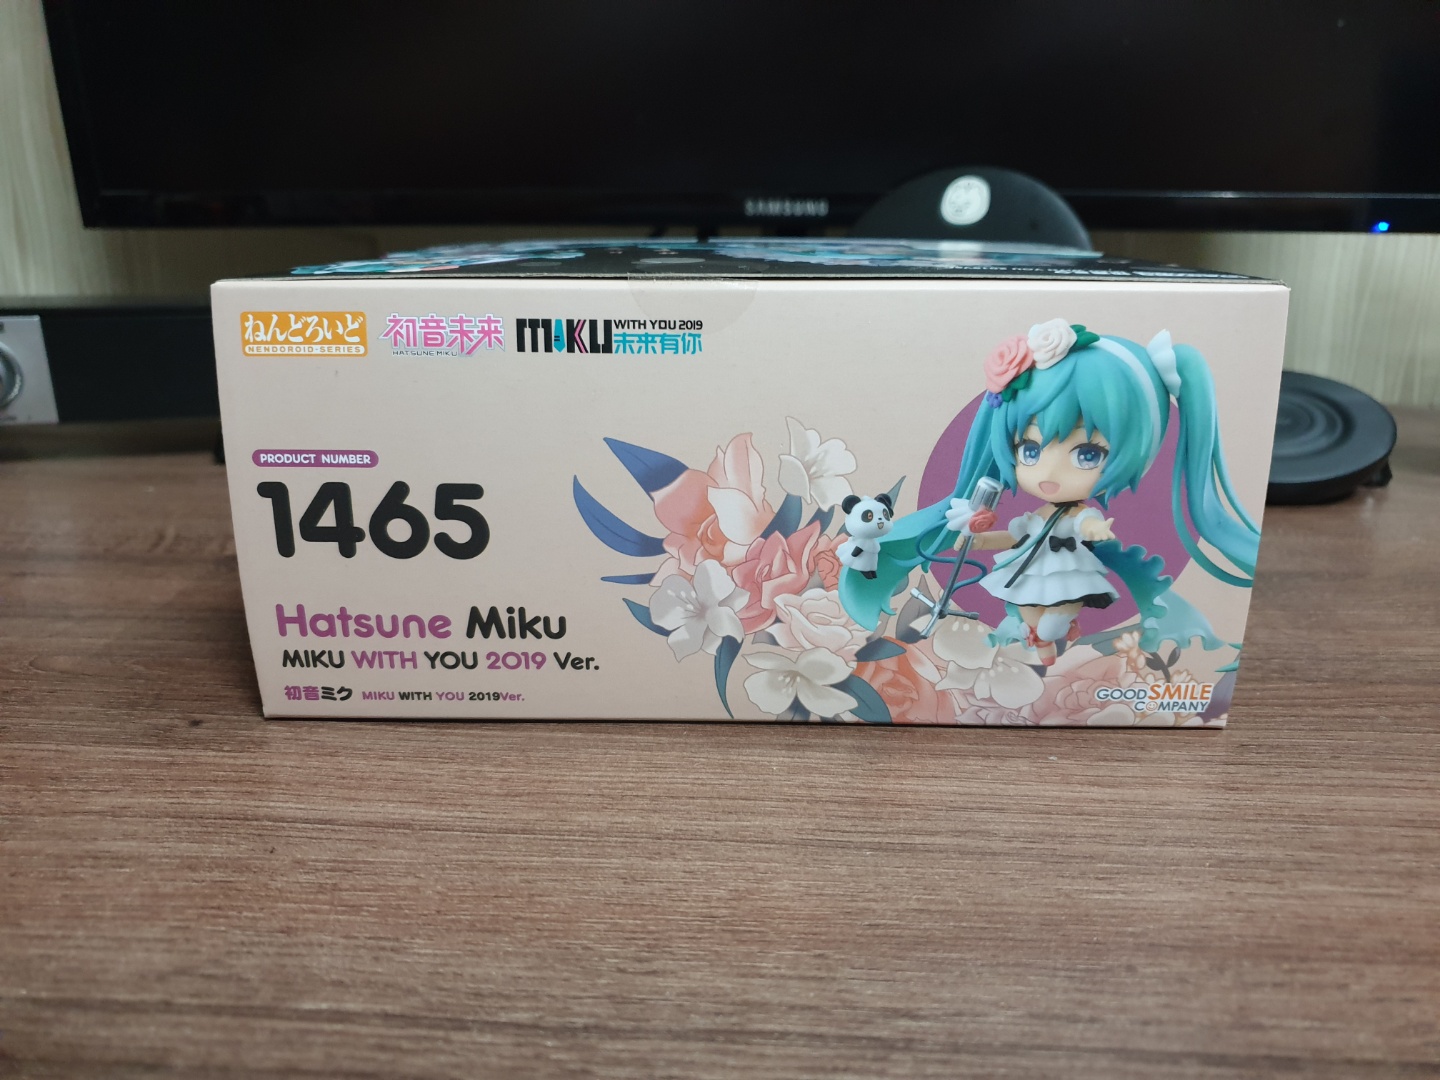 SAMSUNG
ねんどろいど
NENDOROID-SERIES
初音未来
HATSUNE MIKU
MIKU WITH YOU 2019
未来有你
PRODUCT NUMBER
1465
Hatsune Miku
MIKU WITH YOU 2019 Ver.
初音ミク MIKU WITH YOU 2019Ver.
GOOD SMILE
COMPANY